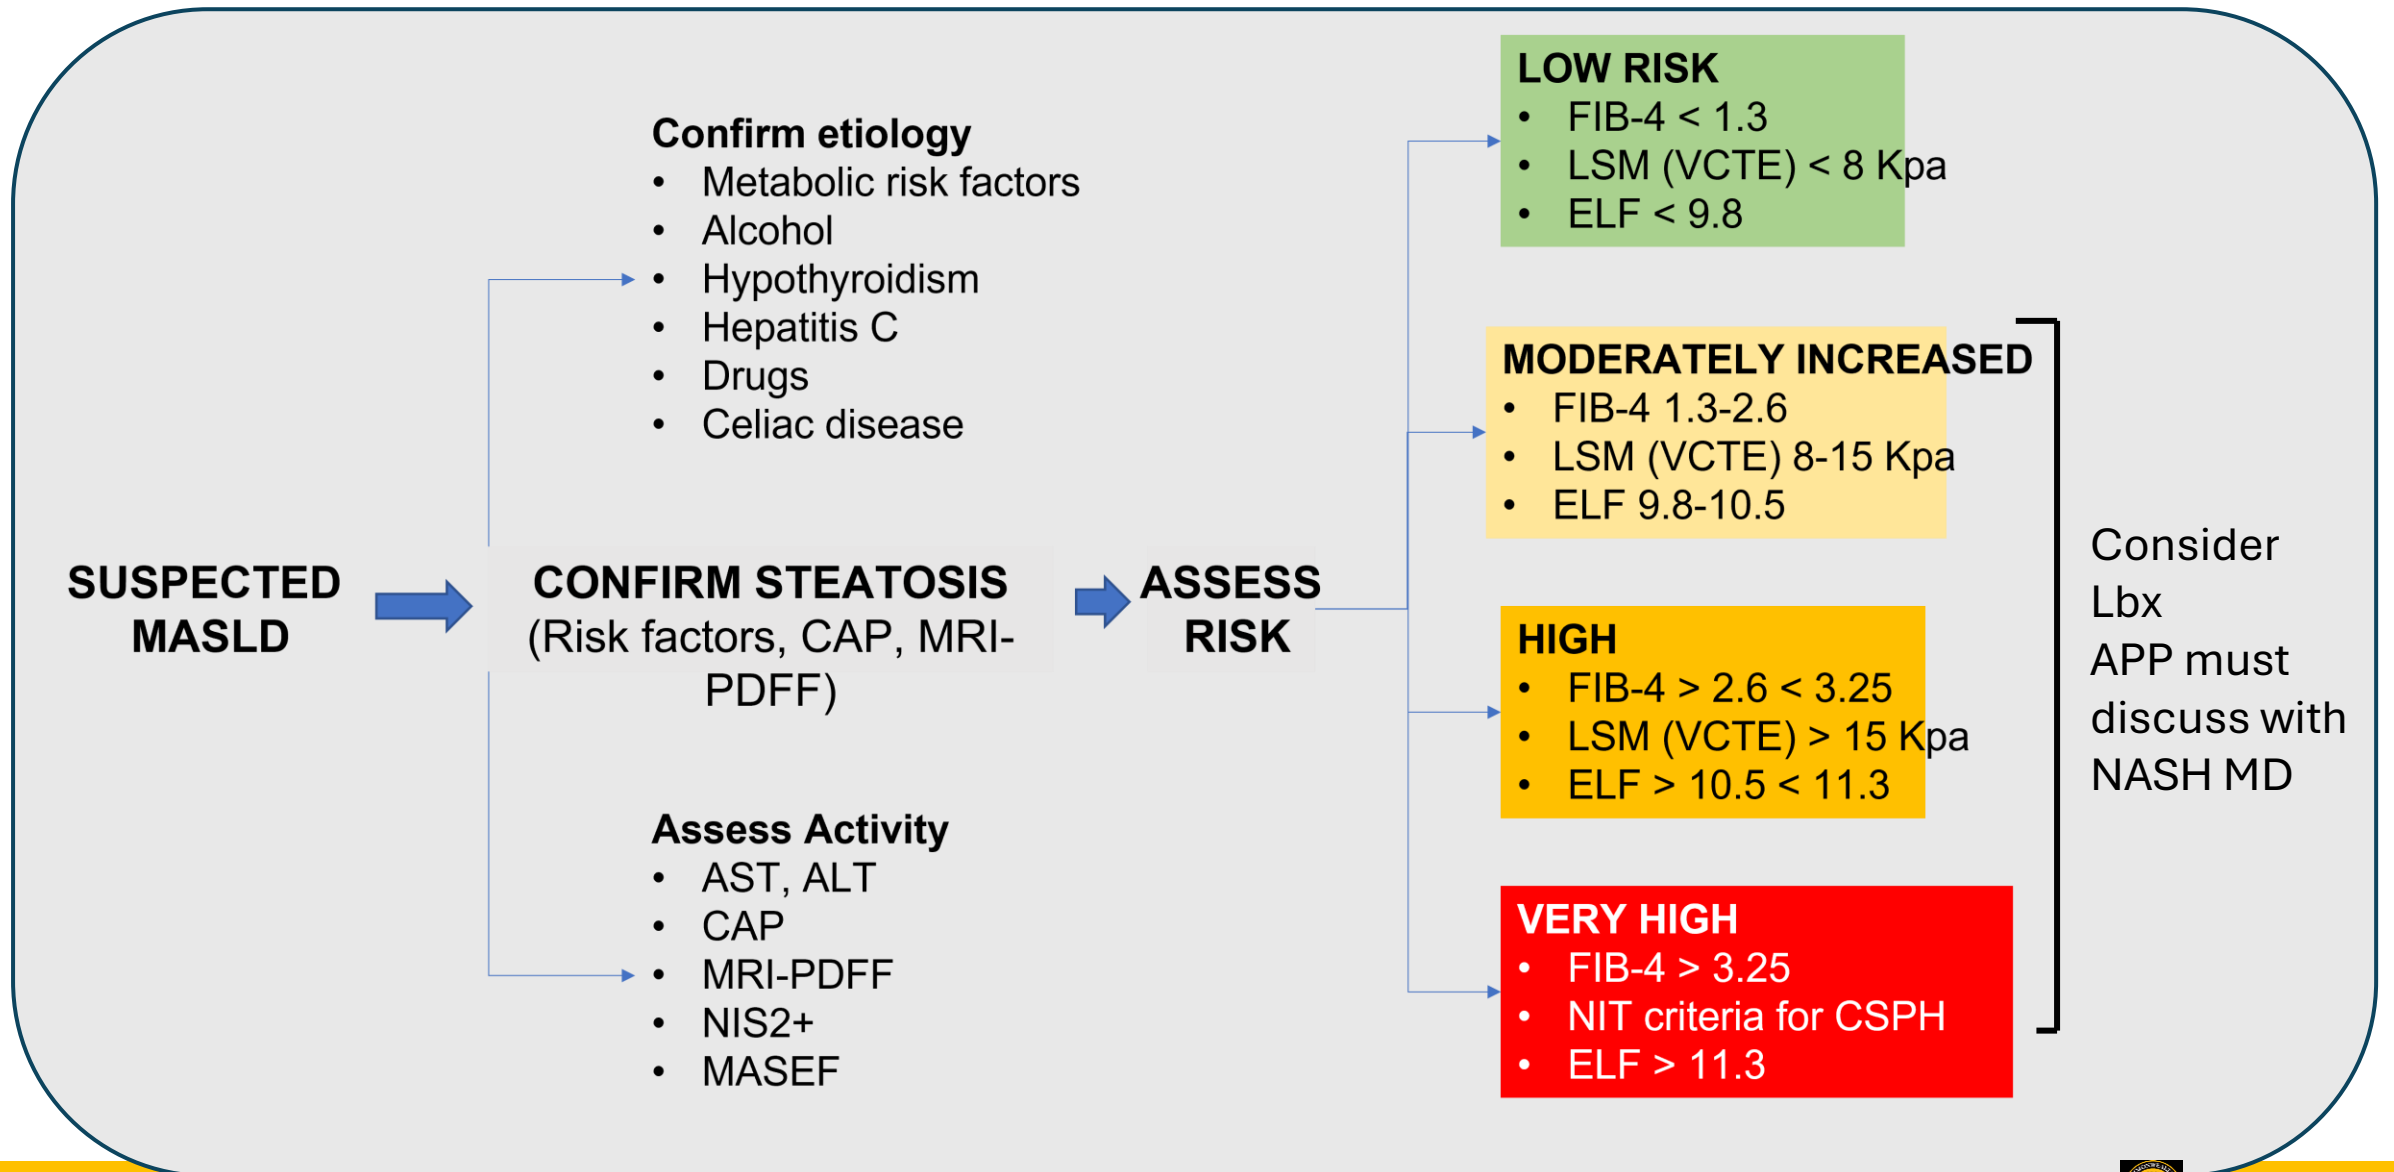 SUSPECTED
MASLD
Confirm etiology
• Metabolic risk factors
• Alcohol
• Hypothyroidism
• Hepatitis C
• Drugs
• Celiac disease
CONFIRM STEATOSIS
(Risk factors, CAP, MRI-
PDFF)
Assess Activity
• AST, ALT
• CAP
• MRI-PDFF
• NIS2+
• MASEF
ASSESS
RISK
LOW RISK
• FIB-4 < 1.3
• LSM (VCTE) < 8 Kpa
• ELF < 9.8
MODERATELY INCREASED
• FIB-4 1.3-2.6
• LSM (VCTE) 8-15 Kpa
• ELF 9.8-10.5
HIGH
• FIB-4 > 2.6 < 3.25
• LSM (VCTE) > 15 Kpa
• ELF > 10.5 < 11.3
VERY HIGH
• FIB-4 > 3.25
• NIT criteria for CSPH
• ELF > 11.3
Consider
Lbx
APP must
discuss with
NASH MD